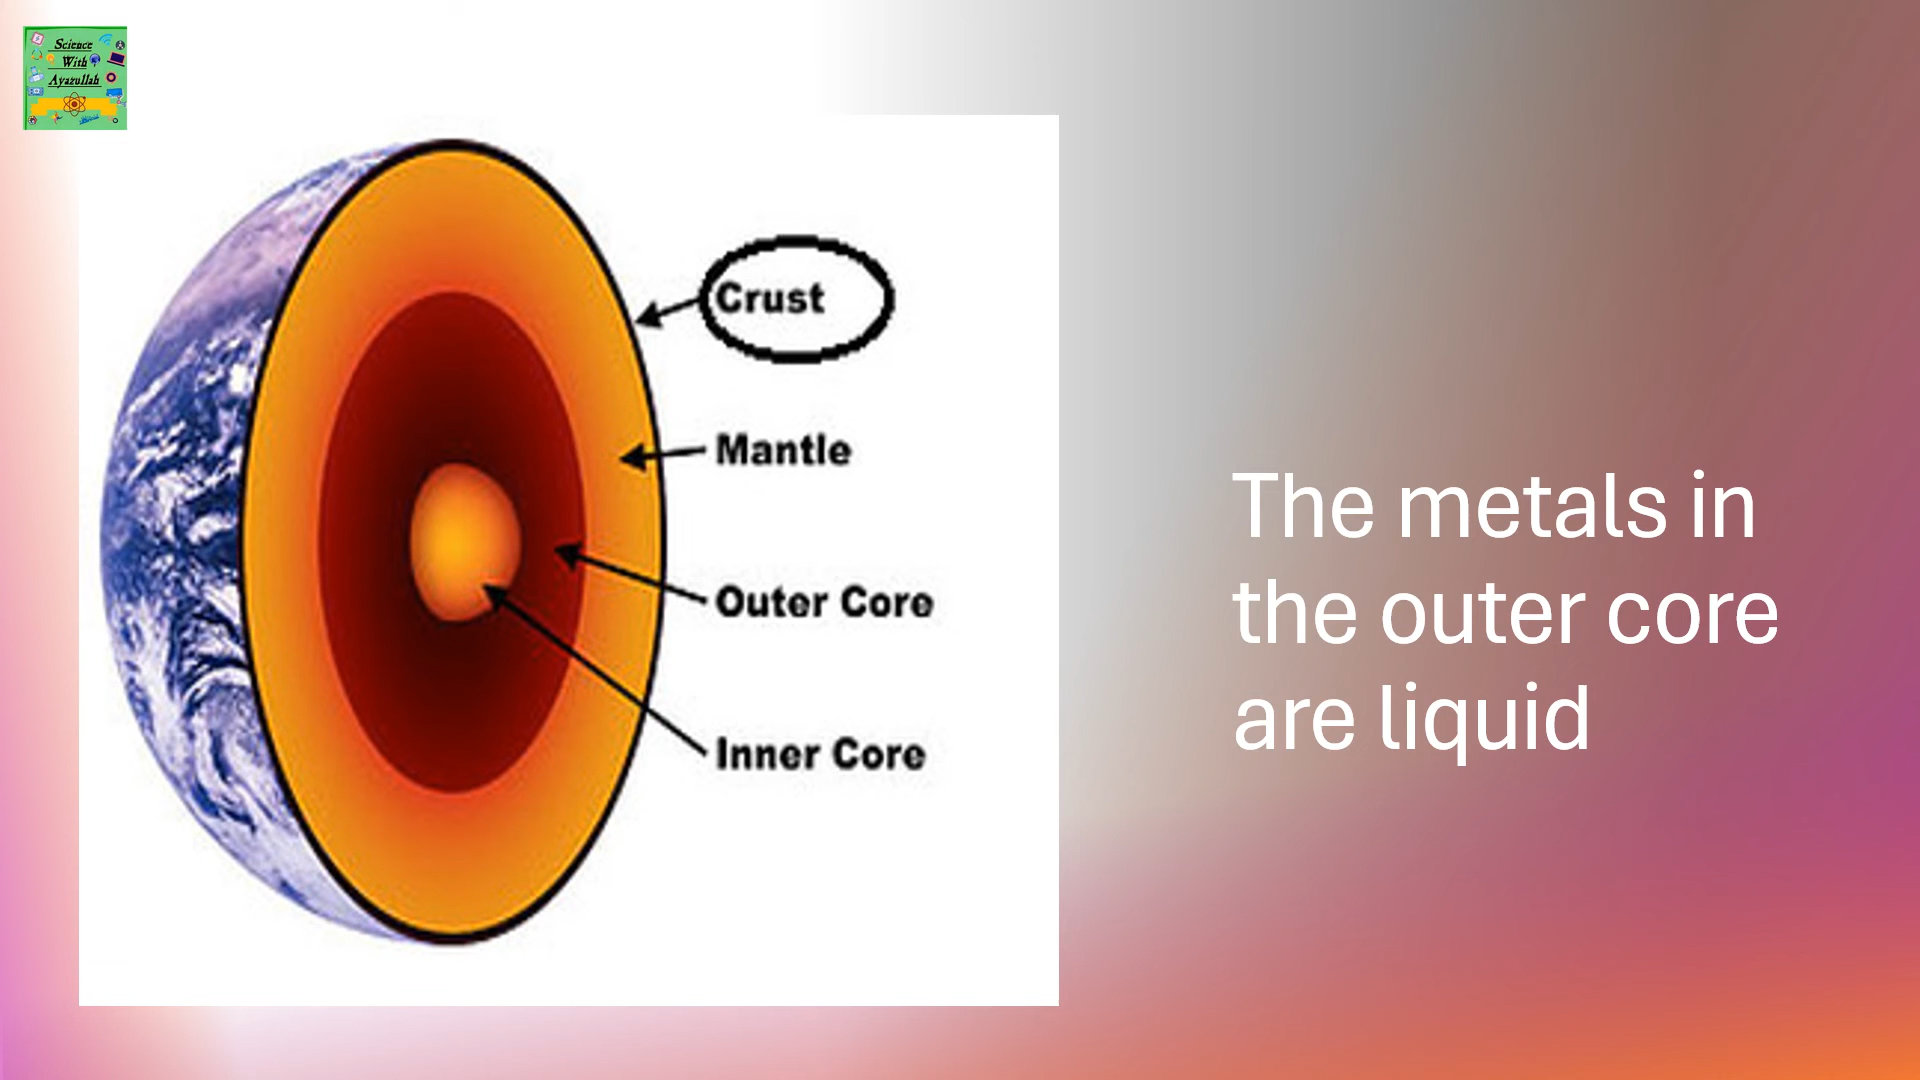 Science
With
Ayazullah
Crust
Mantle
Outer Core
Inner Core
The metals in
the outer core
are liquid